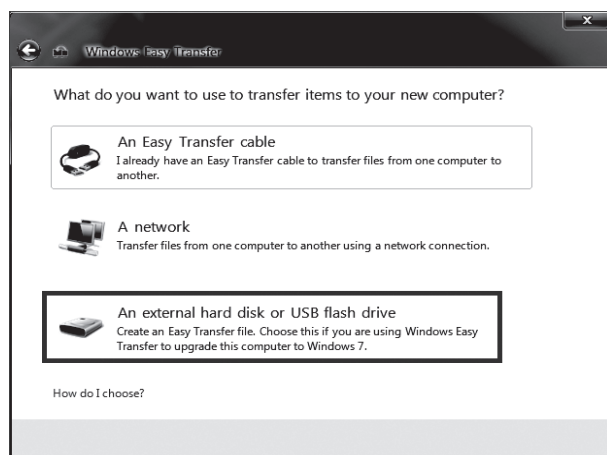 Windows Easy Transfer
What do you want to use to transfer items to your new computer?
An Easy Transfer cable
I already have an Easy Transfer cable to transfer files from one computer to
another.
A network
Transfer files from one computer to another using a network connection.
An external hard disk or USB flash drive
Create an Easy Transfer file. Choose this if you are using Windows Easy
Transfer to upgrade this computer to Windows 7.
How do I choose?